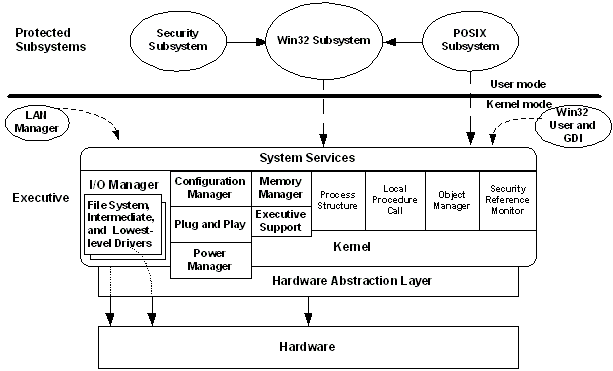 Protected
Subsystems
Security
Subsystem
Win32 Subsystem
POSIX
Subsystem
User mode
Kernel mode
LAN
Manager
Win32
User and
GDI
System Services
Executive
I/O Manager
File System,
Intermediate,
and Lowest-
level Drivers
Configuration
Manager
Plug and Play
Power
Manager
Memory
Manager
Executive
Support
Process
Structure
Local
Procedure
Call
Object
Manager
Security
Reference
Monitor
Kernel
Hardware Abstraction Layer
Hardware